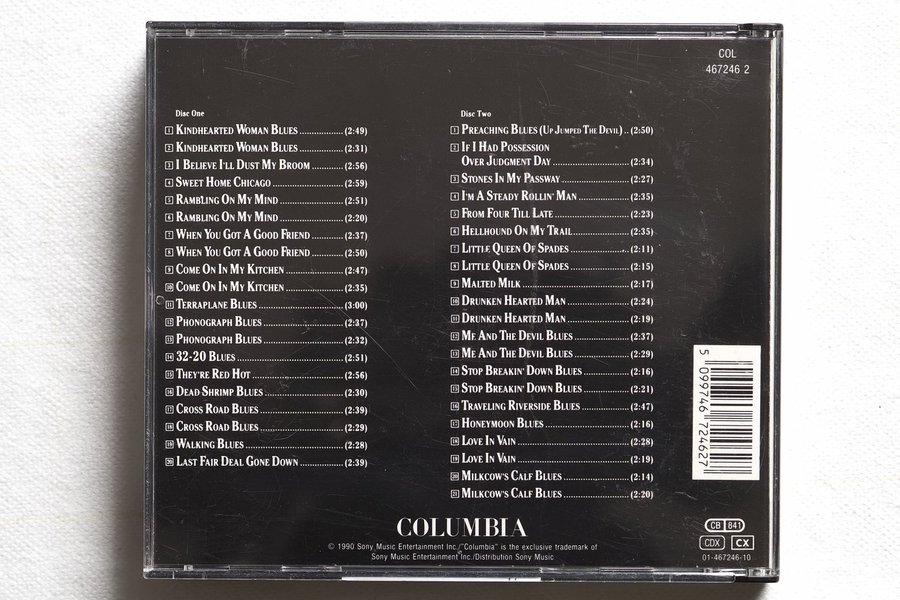 COL
467246 2
Disc One
1 Kindhearted Woman Blues (2:49)
2 Kindhearted Woman Blues (2:31)
3 I Believe I'll Dust My Broom (2:56)
4 Sweet Home Chicago (2:59)
5 Rambling On My Mind (2:51)
6 Rambling On My Mind (2:20)
7 When You Got A Good Friend (2:37)
8 When You Got A Good Friend (2:50)
9 Come On In My Kitchen (2:47)
10 Come On In My Kitchen (2:35)
11 Terraplane Blues (3:00)
12 Phonograph Blues (2:37)
13 Phonograph Blues (2:32)
14 32-20 Blues (2:51)
15 They're Red Hot (2:56)
16 Dead Shrimp Blues (2:30)
17 Cross Road Blues (2:39)
18 Cross Road Blues (2:29)
19 Walking Blues (2:28)
20 Last Fair Deal Gone Down (2:39)
Disc Two
1 Preaching Blues (Up Jumped The Devil) (2:50)
2 If I Had Possession
Over Judgment Day (2:34)
3 Stones In My Passway (2:27)
4 I'm A Steady Rollin' Man (2:35)
5 From Four Till Late (2:23)
6 Hellhound On My Trail (2:35)
7 Little Queen Of Spades (2:11)
8 Little Queen Of Spades (2:15)
9 Malted Milk (2:17)
10 Drunken Hearted Man (2:24)
11 Drunken Hearted Man (2:19)
12 Me And The Devil Blues (2:37)
13 Me And The Devil Blues (2:29)
14 Stop Breakin' Down Blues (2:16)
15 Stop Breakin' Down Blues (2:21)
16 Traveling Riverside Blues (2:47)
17 Honeymoon Blues (2:16)
18 Love In Vain (2:28)
19 Love In Vain (2:19)
20 Milkcow's Calf Blues (2:14)
21 Milkcow's Calf Blues (2:20)
5 099746 724627
COLUMBIA
© 1990 Sony Music Entertainment Inc./"Columbia" is the exclusive trademark of
Sony Music Entertainment Inc./Distribution Sony Music
CB 841
CDX CX
01-467246-10